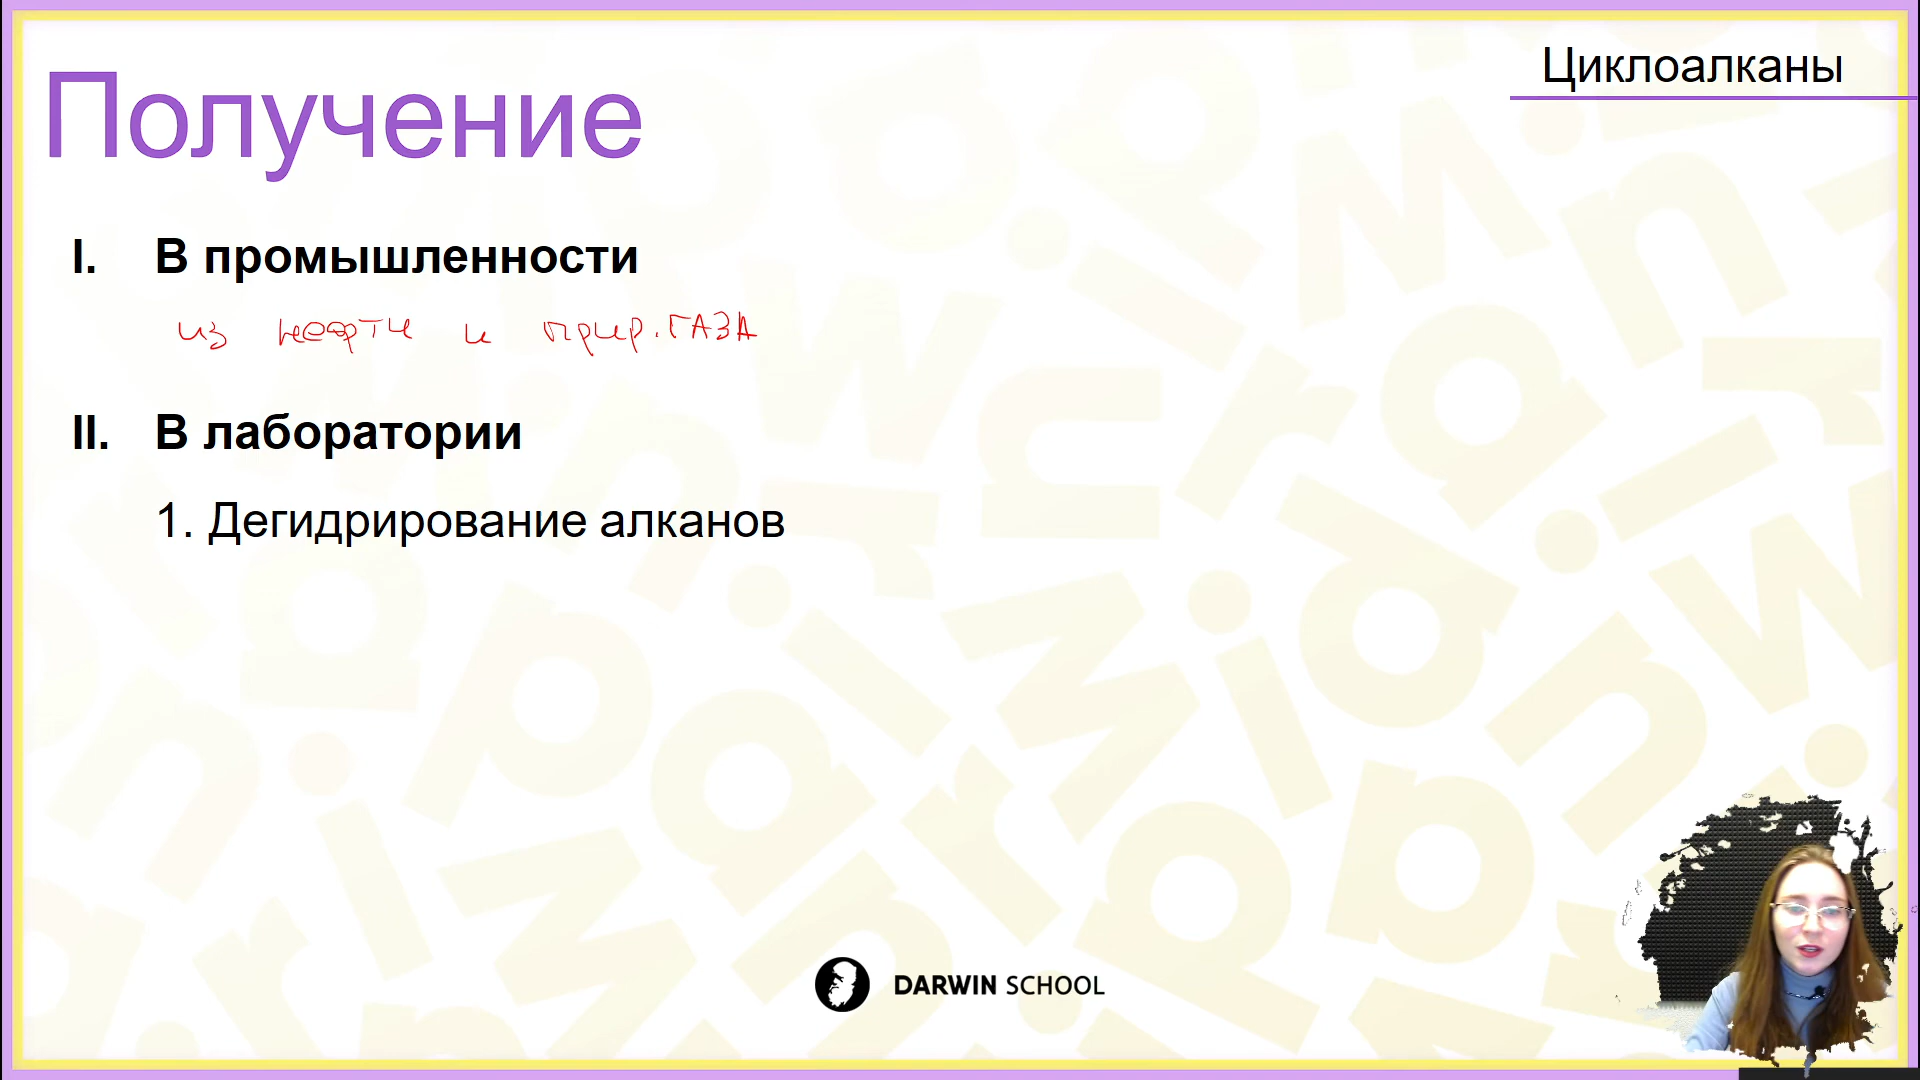 Циклоалканы
Получение
I. В промышленности
из нефти и прир. ГАЗА
II. В лаборатории
1. Дегидрирование алканов
DARWIN SCHOOL